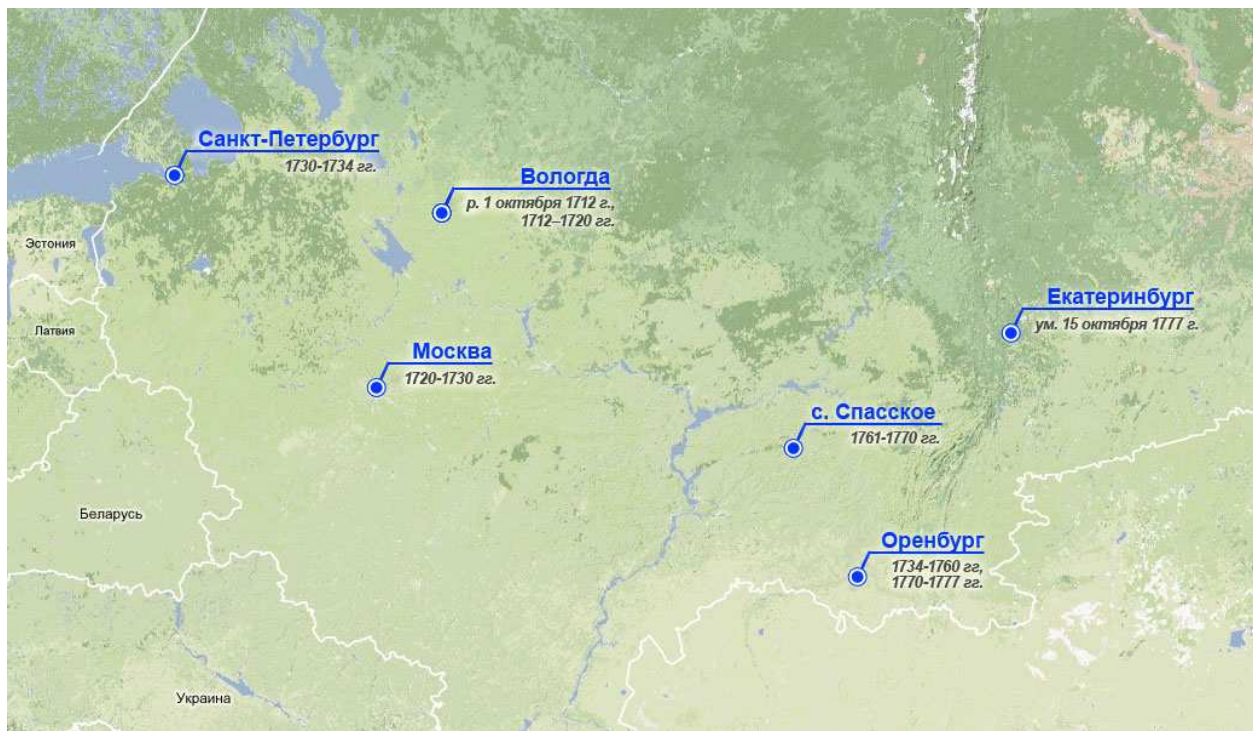 Санкт-Петербург
1730-1734 гг.
Вологда
р. 1 октября 1712 г.,
1712–1720 гг.
Эстония
Екатеринбург
ум. 15 октября 1777 г.
Латвия
Москва
1720-1730 гг.
с. Спасское
1761-1770 гг.
Беларусь
Оренбург
1734-1760 гг,
1770-1777 гг.
Украина